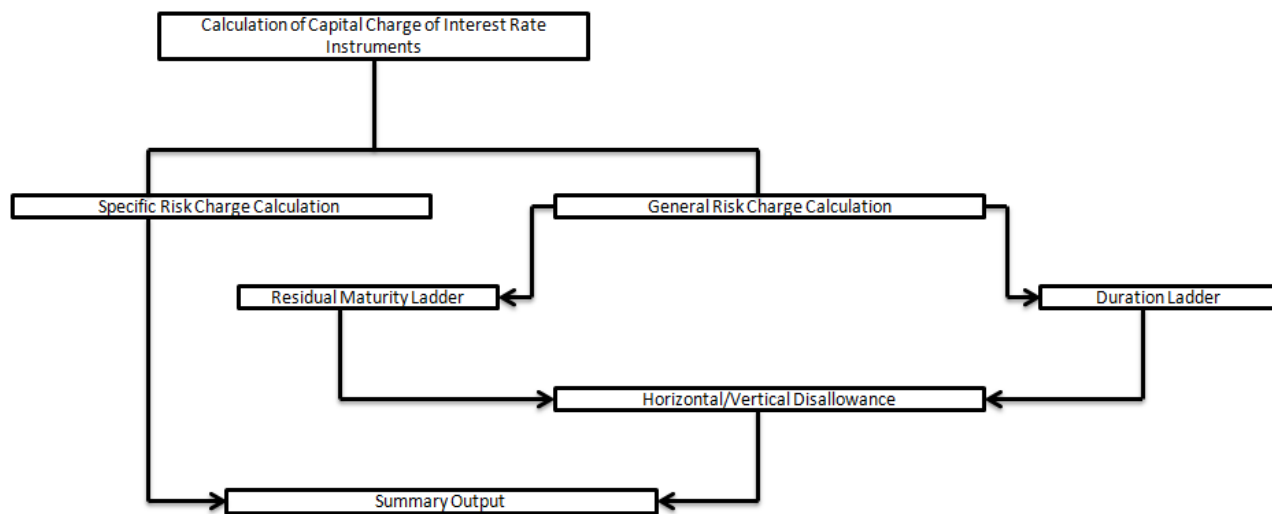 Calculation of Capital Charge of Interest Rate
Instruments
Specific Risk Charge Calculation
General Risk Charge Calculation
Residual Maturity Ladder
Duration Ladder
Horizontal/Vertical Disallowance
Summary Output